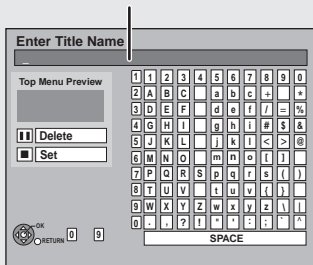 Enter Title Name
_
Top Menu Preview
Delete
Set
1 1 2 3 4 5 6 7 8 9 0
2 A B C a b c + *
3 D E F d e f / = %
4 G H I g h i # $ &
5 J K L j k l < > @
6 M N O m n o [ ]
7 P Q R S p q r s ( )
8 T U V t u v { }
9 W X Y Z w x y z \ |
0 . , ? ! " ' : ; ` ^
SPACE
OK
RETURN
0 9